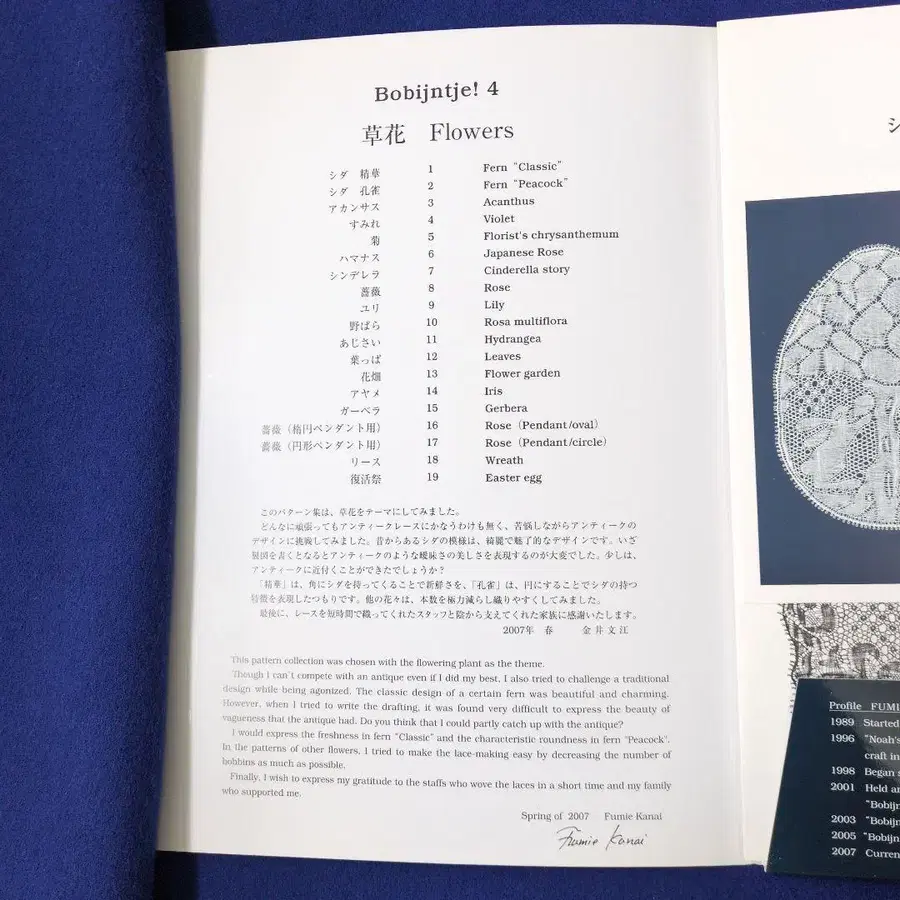 Bobijntje! 4
草花 Flowers
シダ 精華 1 Fern "Classic"
シダ 孔雀 2 Fern "Peacock"
アカンサス 3 Acanthus
すみれ 4 Violet
菊 5 Florist's chrysanthemum
ハマナス 6 Japanese Rose
シンデレラ 7 Cinderella story
薔薇 8 Rose
ユリ 9 Lily
野ばら 10 Rosa multiflora
あじさい 11 Hydrangea
葉っぱ 12 Leaves
花畑 13 Flower garden
アヤメ 14 Iris
ガーベラ 15 Gerbera
薔薇（楕円ペンダント用） 16 Rose (Pendant/oval)
薔薇（円形ペンダント用） 17 Rose (Pendant/circle)
リース 18 Wreath
復活祭 19 Easter egg
このパターン集は、草花をテーマにしてみました。
どんなに頑張ってもアンティークレースにかなうわけも無く、苦悩しながらアンティークの
デザインに挑戦してみました。昔からあるシダの模様は、綺麗で魅了的なデザインです。いざ
製図を書くとなるとアンティークのような曖昧さの美しさを表現するのが大変でした。少しは、
アンティークに近付くことができたでしょうか？
「精華」は、角にシダを持ってくることで新鮮さを、「孔雀」は、円にすることでシダの持つ
特徴を表現したつもりです。他の花々は、本数を極力減らし織りやすくしてみました。
最後に、レースを短時間で織ってくれたスタッフと陰から支えてくれた家族に感謝いたします。
2007年 春 金井文江
This pattern collection was chosen with the flowering plant as the theme.
Though I can't compete with an antique even if I did my best, I also tried to challenge a traditional
design while being agonized. The classic design of a certain fern was beautiful and charming.
However, when I tried to write the drafting, it was found very difficult to express the beauty of
vagueness that the antique had. Do you think that I could partly catch up with the antique?
I would express the freshness in fern "Classic" and the characteristic roundness in fern "Peacock".
In the patterns of other flowers, I tried to make the lace-making easy by decreasing the number of
bobbins as much as possible.
Finally, I wish to express my gratitude to the staffs who wove the laces in a short time and my family
who supported me.
Spring of 2007 Fumie Kanai
Fumie Kanai
シ
Profile FUMI
1989 Started
1996 "Noah's
craft in
1998 Began
2001 Held
"Bobijn
2003 "Bobijn
2005 "Bobijn
2007 Curren